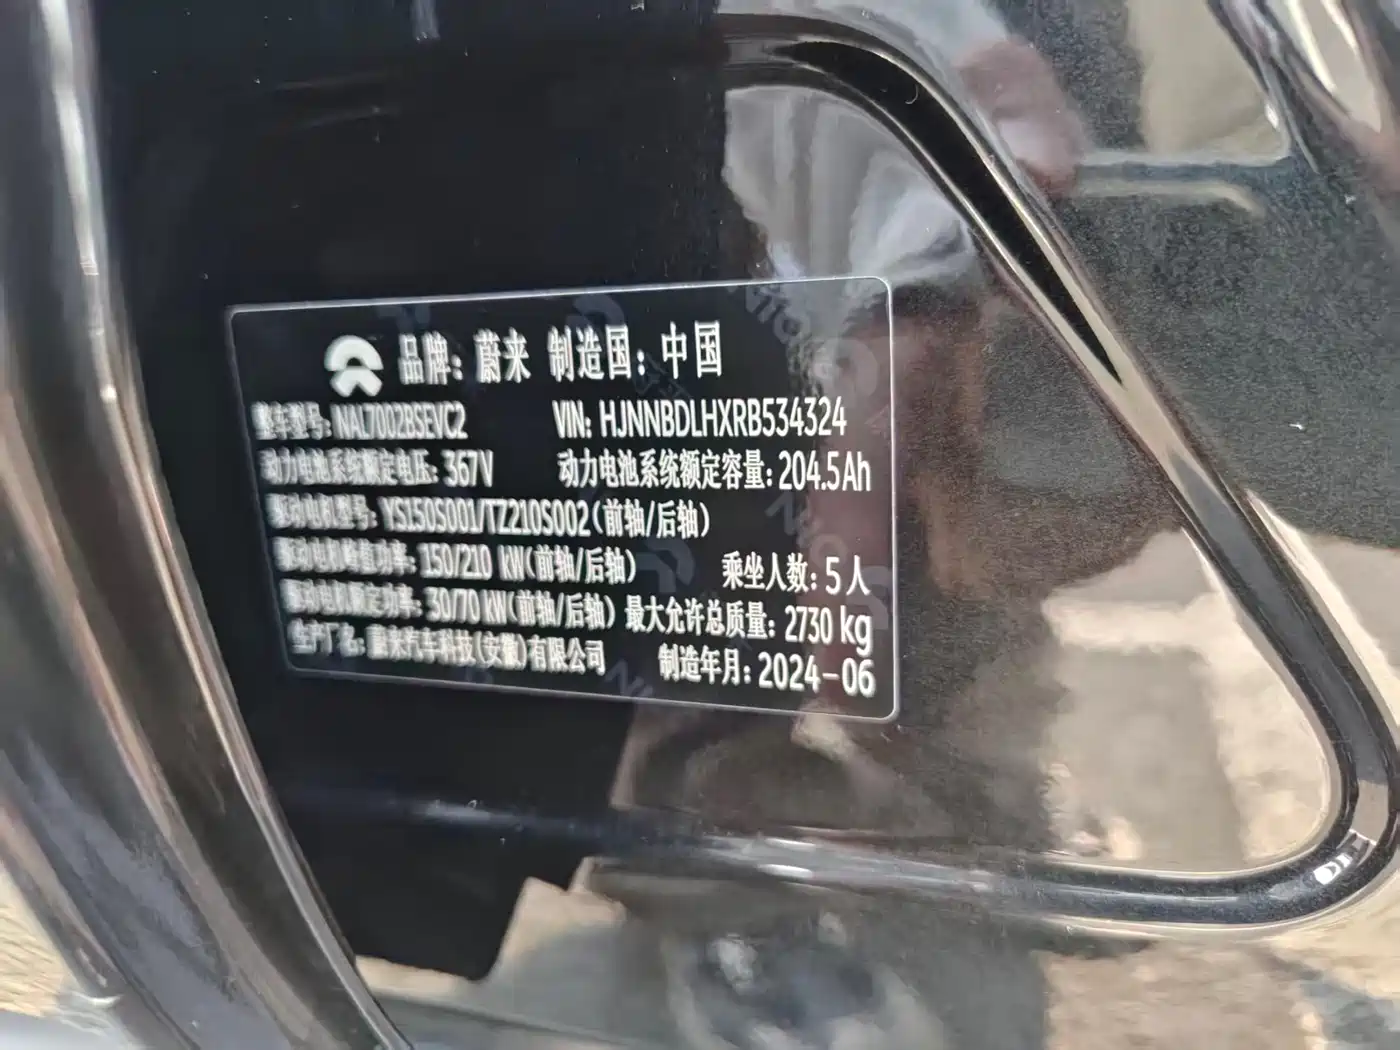 品牌：蔚来 制造国：中国
整车型号：NAL7002BSEVC2 VIN: HJNNBDLHXRB534324
动力电池系统额定电压：367V 动力电池系统额定容量：204.5Ah
驱动电机型号：YS150S001/TZ210S002(前轴/后轴)
驱动电机峰值功率：150/210 kW(前轴/后轴) 乘坐人数：5人
驱动电机额定功率：30/70 kW(前轴/后轴) 最大允许总质量：2730 kg
生产厂名：蔚来汽车科技(安徽)有限公司 制造年月：2024-06